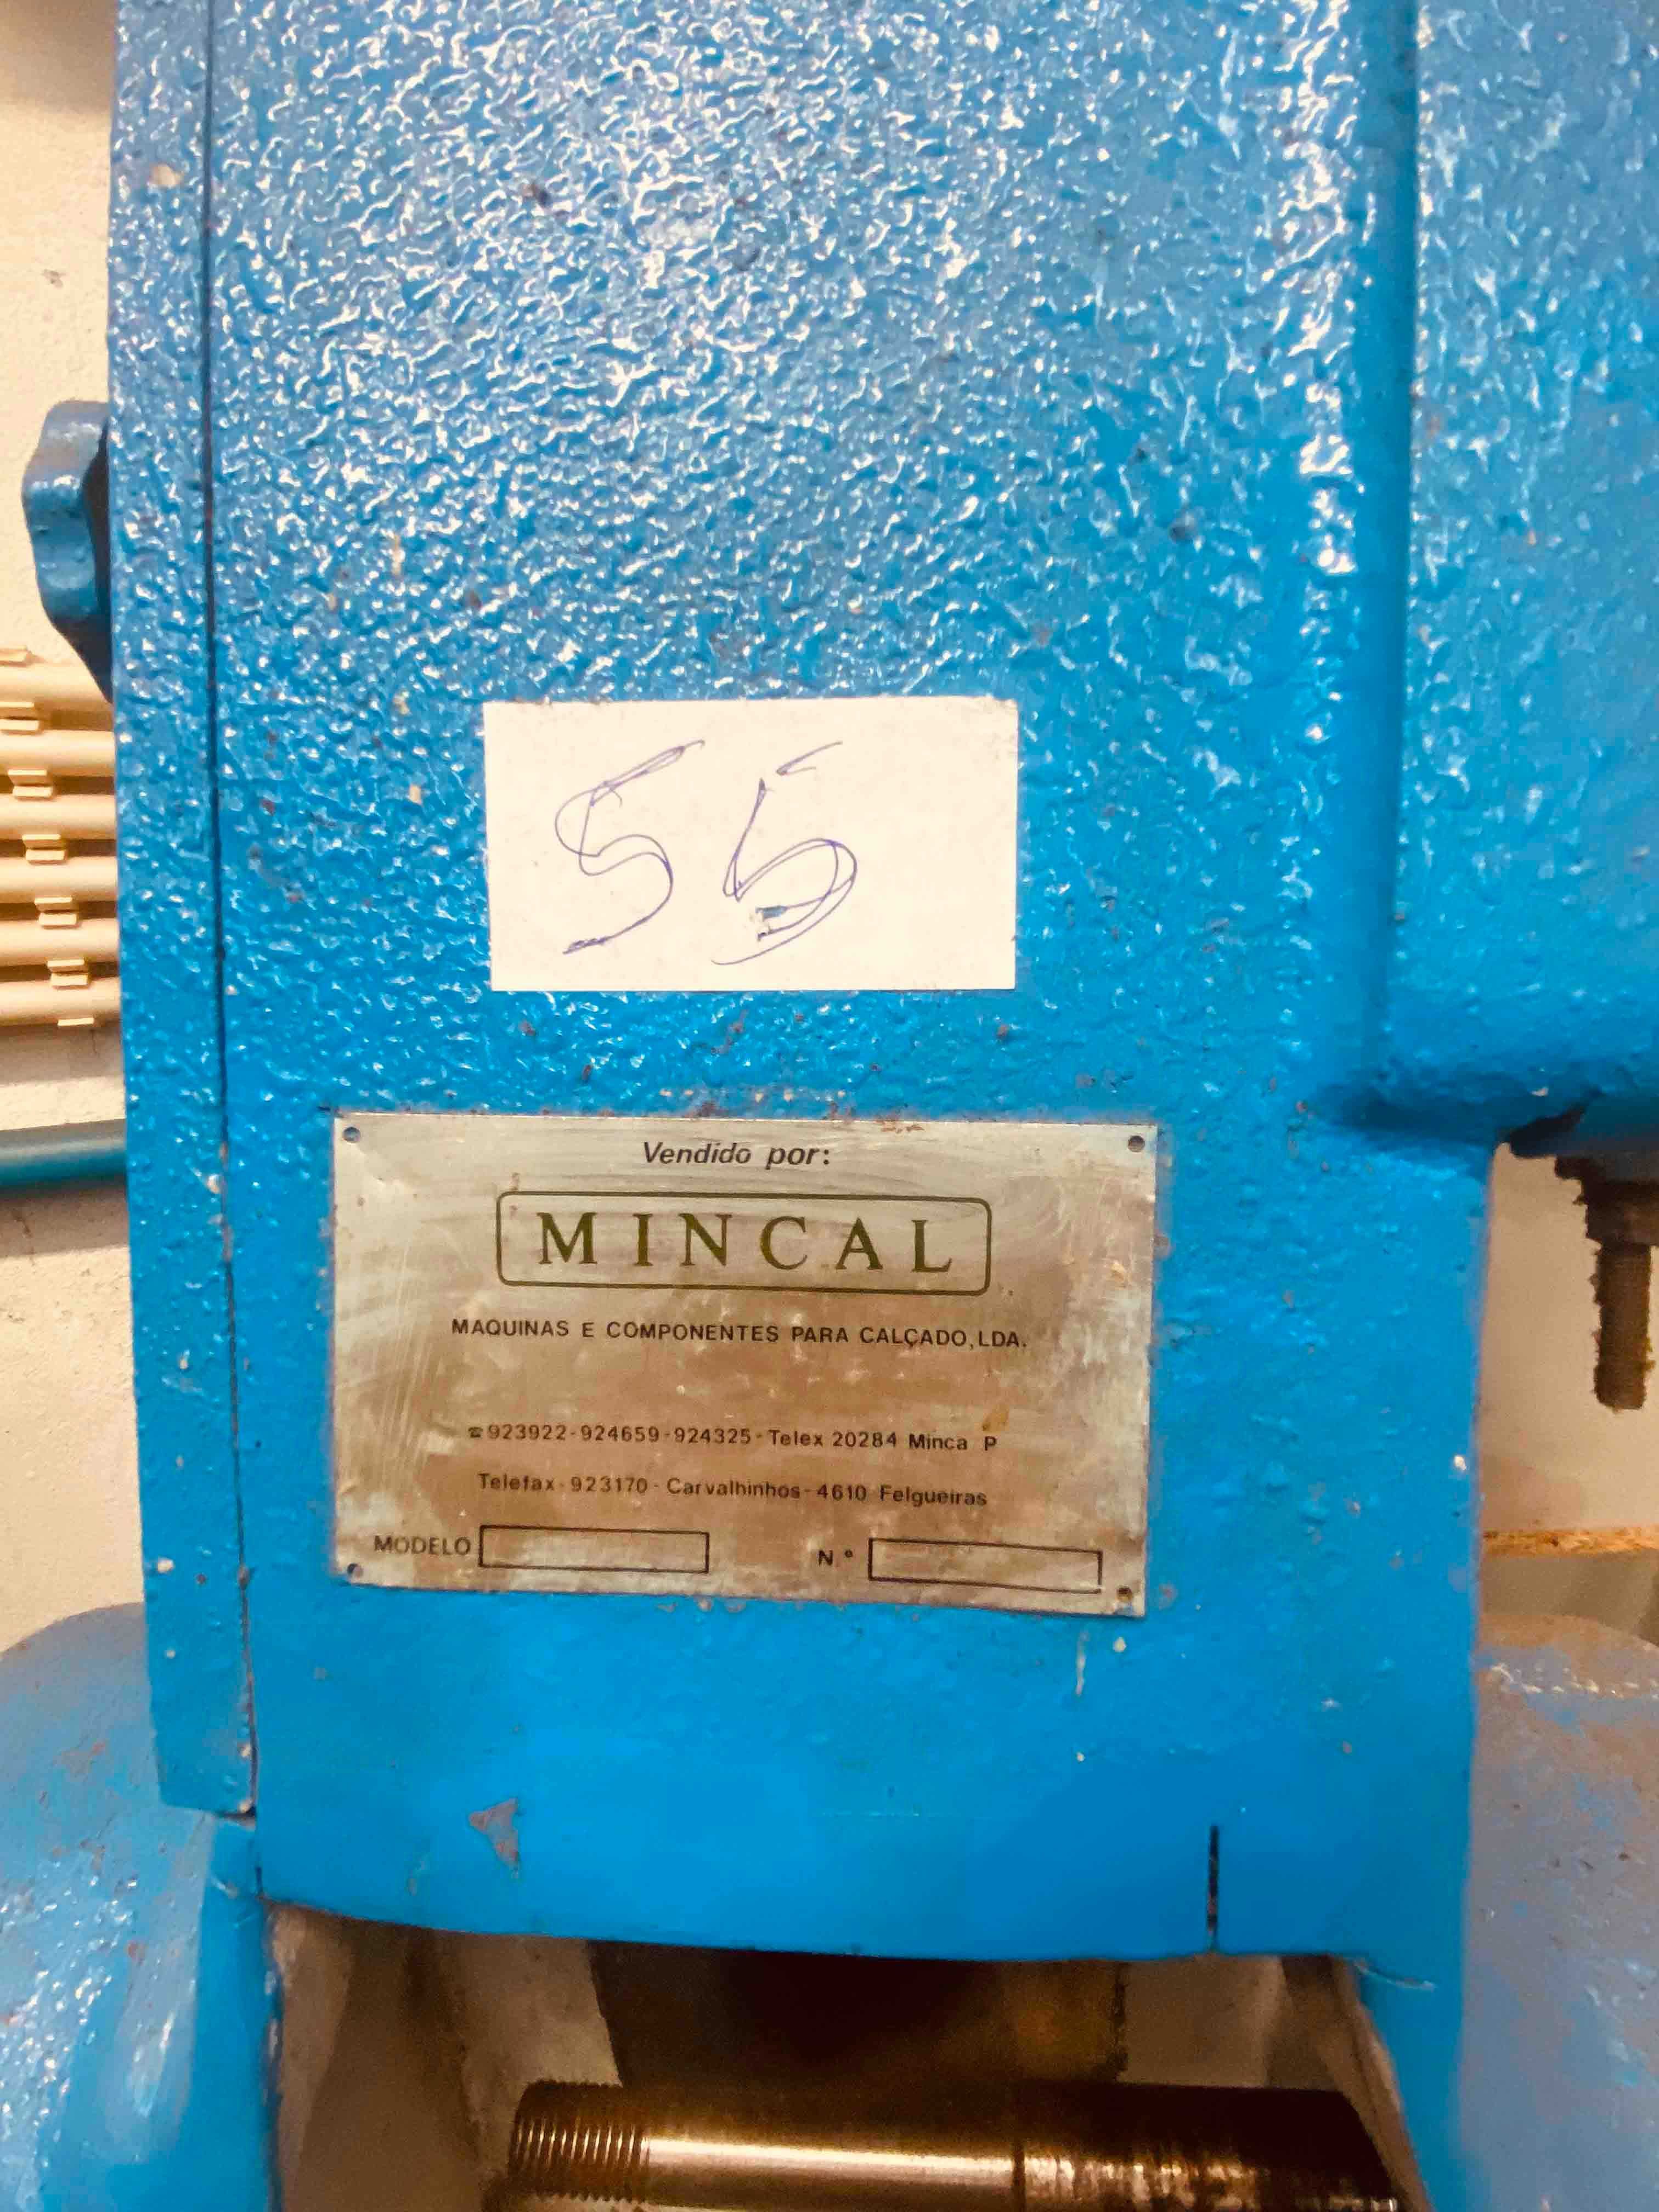 55
Vendido por:
MINCAL
MAQUINAS E COMPONENTES PARA CALÇADO, LDA.
☎ 923922 - 924659 - 924325 - Telex 20284 Minca P
Telefax - 923170 - Carvalhinhos - 4610 Felgueiras
MODELO N.º